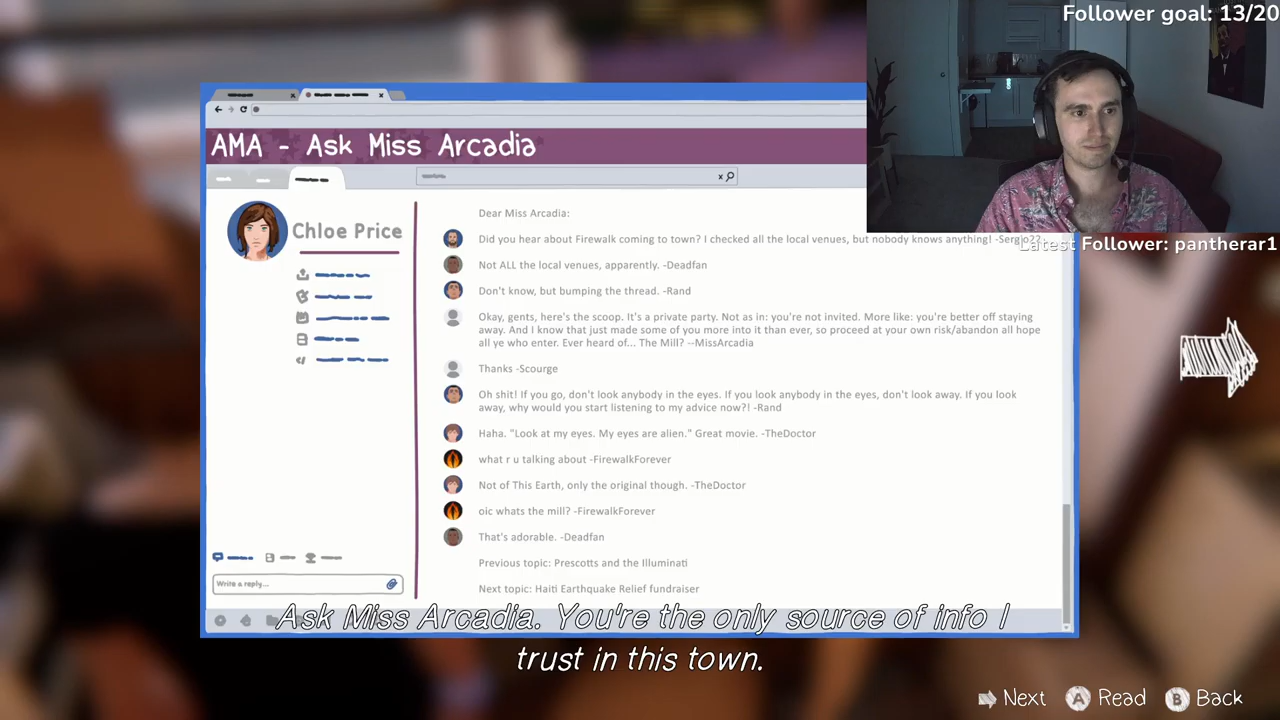 Follower goal: 13/20
AMA - Ask Miss Arcadia
Chloe Price
Dear Miss Arcadia:
Did you hear about Firewalk coming to town? I checked all the local venues, but nobody knows anything! -Sergio??
Latest Follower: pantherar1
Not ALL the local venues, apparently. -Deadfan
Don't know, but bumping the thread. -Rand
Okay, gents, here's the scoop. It's a private party. Not as in: you're not invited. More like: you're better off staying
away. And I know that just made some of you more into it than ever, so proceed at your own risk/abandon all hope
all ye who enter. Ever heard of... The Mill? --MissArcadia
Thanks -Scourge
Oh shit! If you go, don't look anybody in the eyes. If you look anybody in the eyes, don't look away. If you look
away, why would you start listening to my advice now?! -Rand
Haha. "Look at my eyes. My eyes are alien." Great movie. -TheDoctor
what r u talking about -FirewalkForever
Not of This Earth, only the original though. -TheDoctor
oic whats the mill? -FirewalkForever
That's adorable. -Deadfan
Previous topic: Prescotts and the Illuminati
Next topic: Haiti Earthquake Relief fundraiser
Write a reply...
Ask Miss Arcadia. You're the only source of info I
trust in this town.
Next A Read B Back